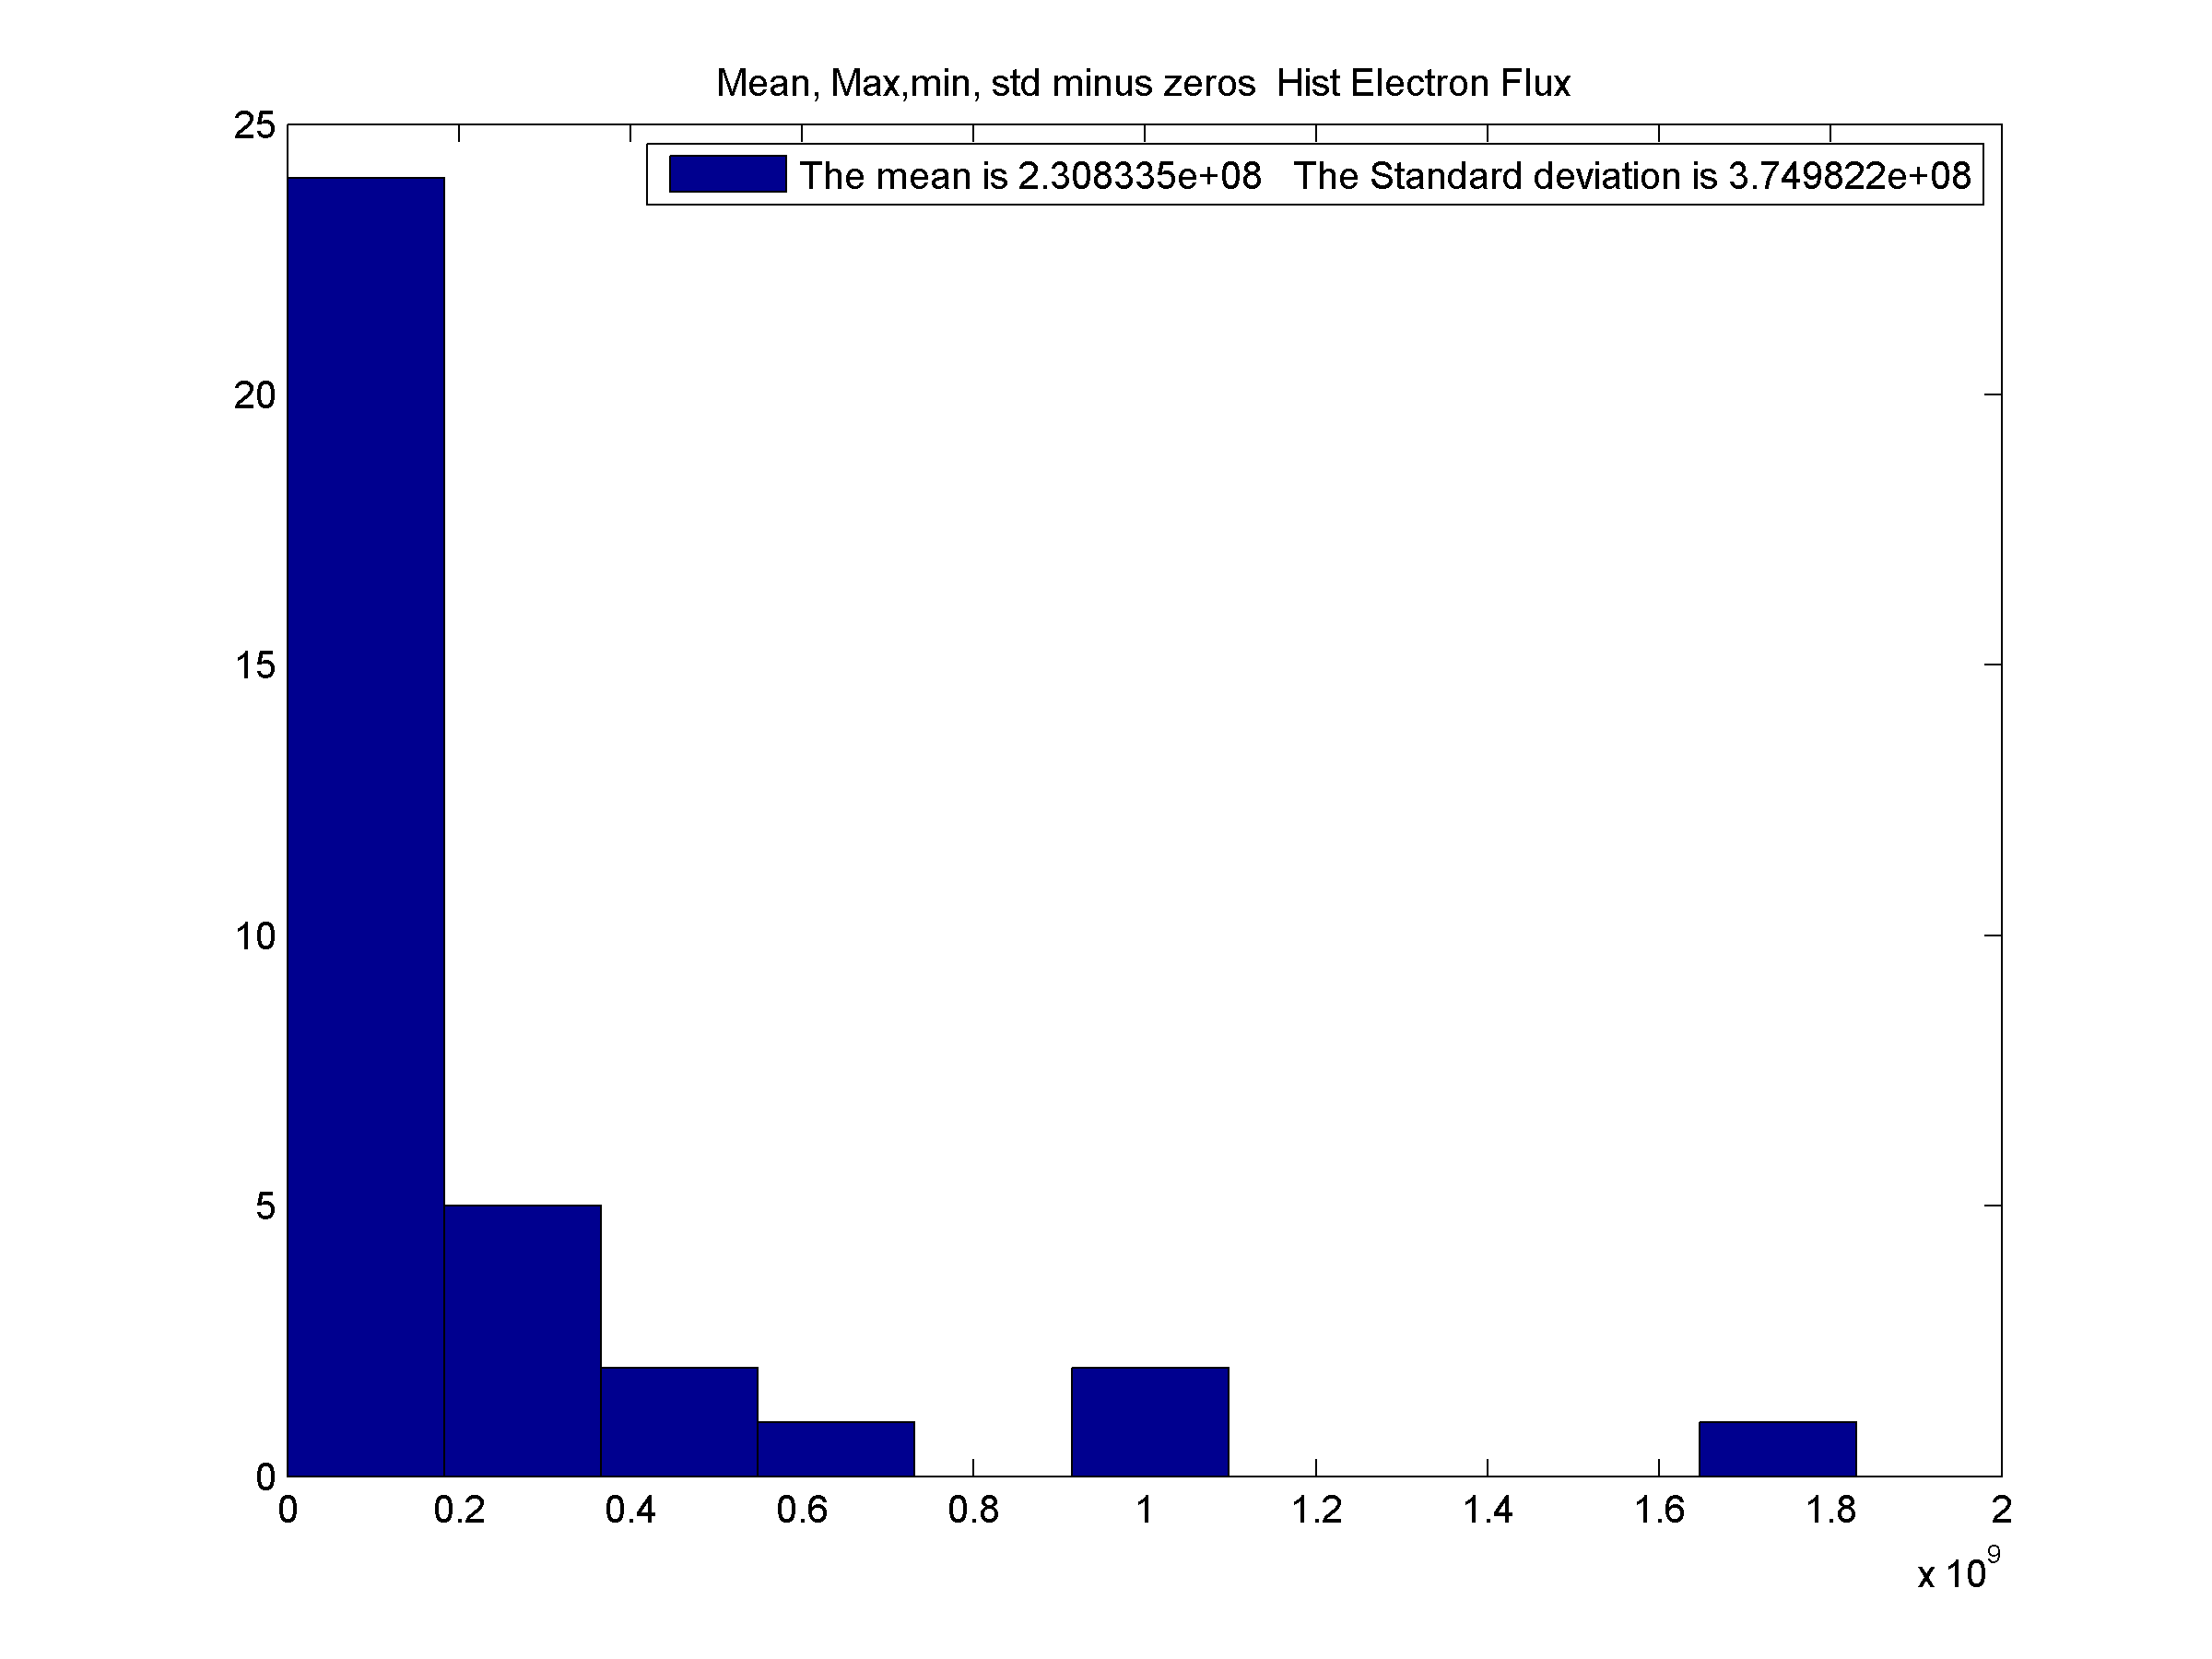 Mean, Max,min, std minus zeros  Hist Electron Flux
25
The mean is 2.308335e+08   The Standard deviation is 3.749822e+08
20
15
10
5
0
0 0.2 0.4 0.6 0.8 1 1.2 1.4 1.6 1.8 2
x 10⁹